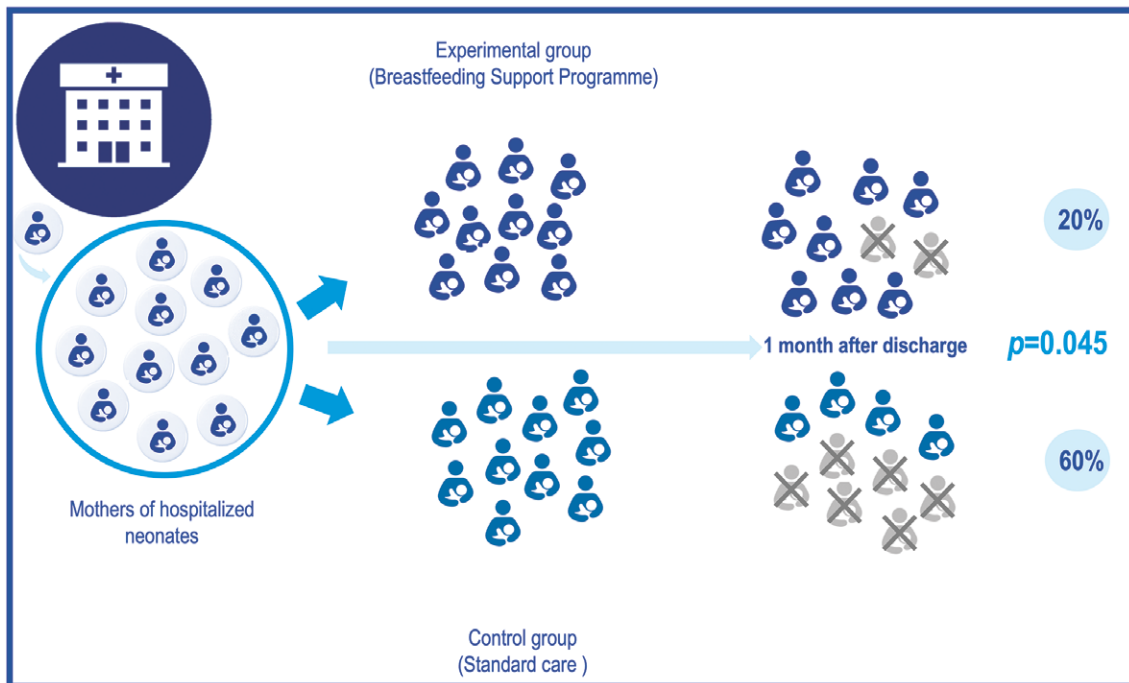 Experimental group
(Breastfeeding Support Programme)
20%
1 month after discharge
p=0.045
60%
Mothers of hospitalized
neonates
Control group
(Standard care )